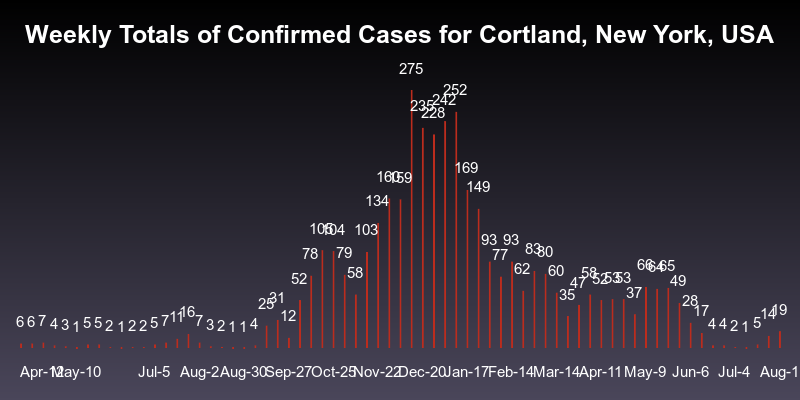 Weekly Totals of Confirmed Cases for Cortland, New York, USA
6 6 7 4 3 1 5 5 2 1 2 2 5 7 11 16 7 3 2 1 1 4 25 31 12 52 78 105 104 79 58 103 134 160 159 275 235 228 242 252 169 149 93 77 93 62 83 80 60 35 47 58 52 53 53 37 66 64 65 49 28 17 4 4 2 1 5 14 19
Apr-12 May-10 Jul-5 Aug-2 Aug-30 Sep-27 Oct-25 Nov-22 Dec-20 Jan-17 Feb-14 Mar-14 Apr-11 May-9 Jun-6 Jul-4 Aug-1